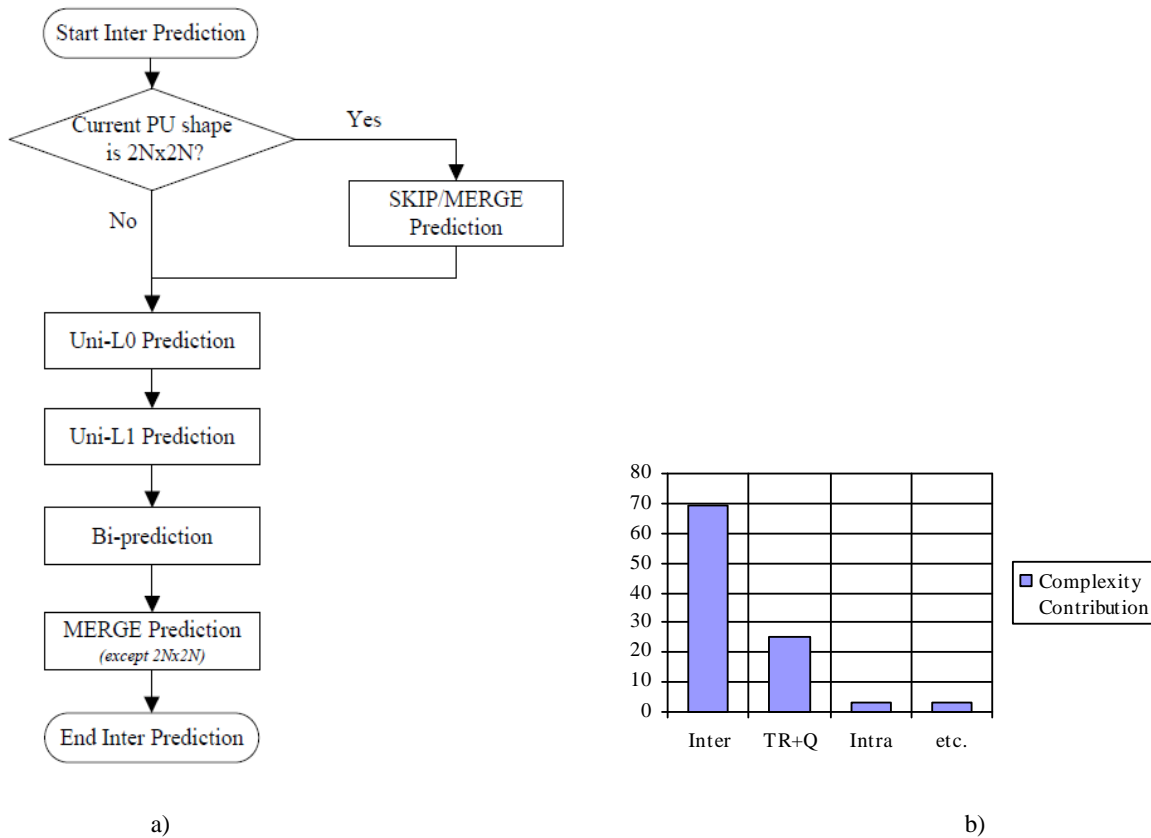 Start Inter Prediction
Current PU shape
is 2Nx2N?
Yes
No
SKIP/MERGE
Prediction
Uni-L0 Prediction
Uni-L1 Prediction
Bi-prediction
MERGE Prediction
(except 2Nx2N)
End Inter Prediction
a)
80
70
60
50
40
30
20
10
0
Inter
TR+Q
Intra
etc.
Complexity
Contribution
b)